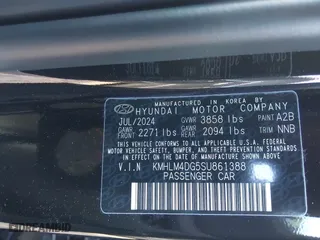 MANUFACTURED IN KOREA BY
HYUNDAI MOTOR COMPANY
JUL/2024 GVWR 3858 lbs PAINT A2B
GAWR FRONT 2271 lbs GAWR REAR 2094 lbs TRIM NNB
THIS VEHICLE CONFORMS TO ALL APPLICABLE FEDERAL
MOTOR VEHICLE SAFETY, BUMPER, AND THEFT
PREVENTION STANDARDS IN EFFECT ON THE DATE OF
MANUFACTURE SHOWN ABOVE.
V.I.N KMHLM4DG5SU861388
PASSENGER CAR
DREAMBID